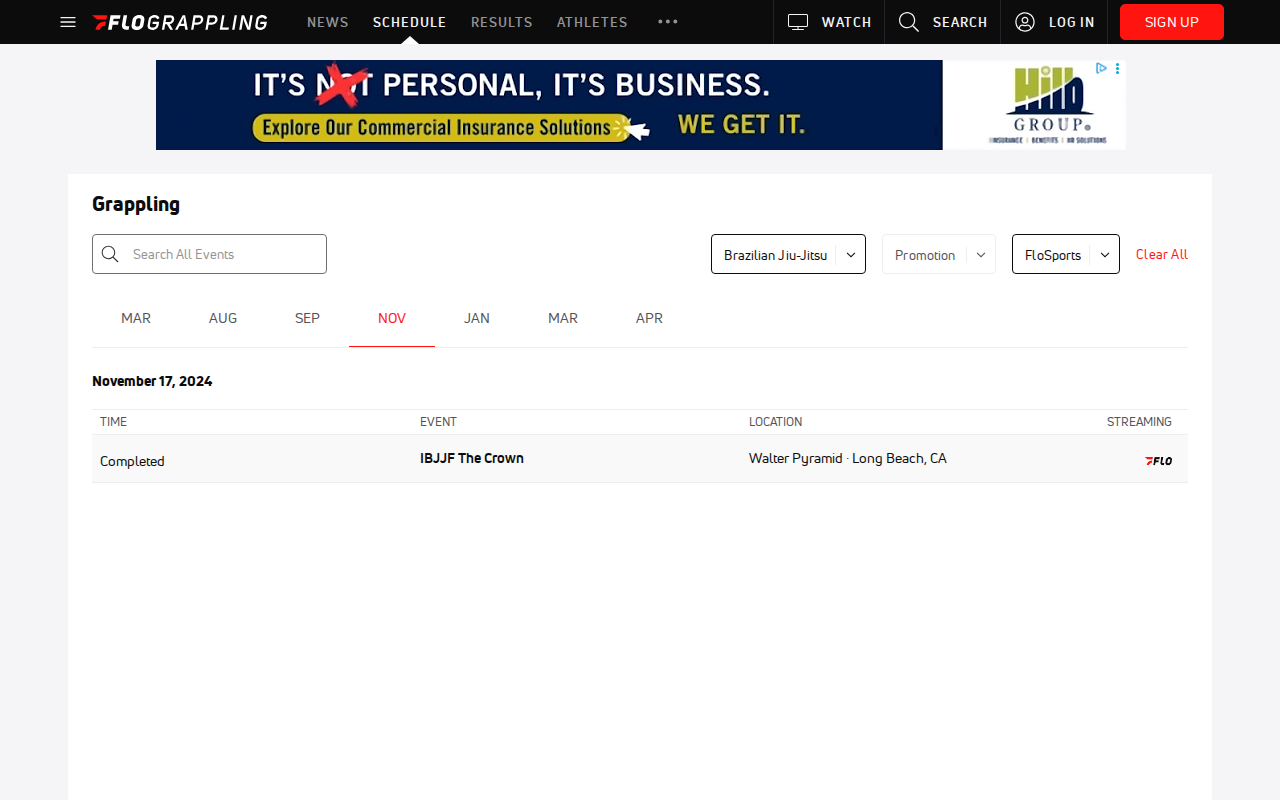 FLOGRAPPLING NEWS SCHEDULE RESULTS ATHLETES WATCH SEARCH LOG IN SIGN UP
IT'S NOT PERSONAL, IT'S BUSINESS.
Explore Our Commercial Insurance Solutions WE GET IT.
Hilb
GROUP
INSURANCE | BENEFITS | HR SOLUTIONS
Grappling
Search All Events Brazilian Jiu-Jitsu Promotion FloSports Clear All
MAR AUG SEP NOV JAN MAR APR
November 17, 2024
TIME EVENT LOCATION STREAMING
Completed IBJJF The Crown Walter Pyramid · Long Beach, CA FLO